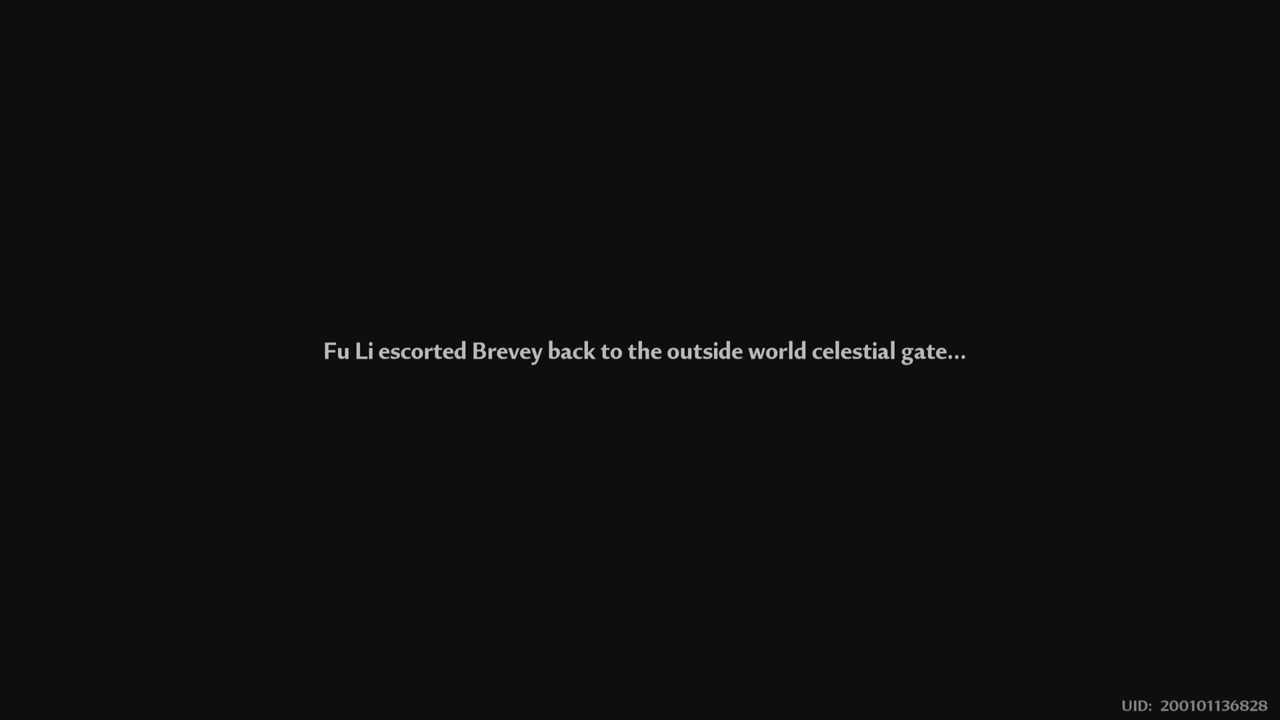 Fu Li escorted Brevey back to the outside world celestial gate...
UID: 200101136828